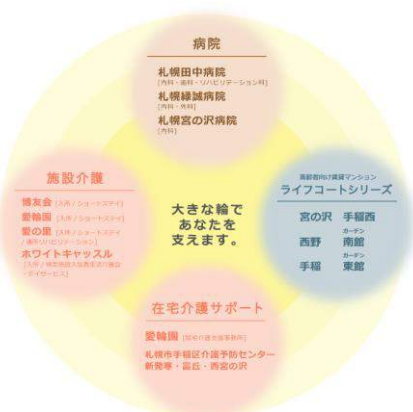 病院
札幌田中病院
[内科・歯科・リハビリテーション科]
札幌緑誠病院
[内科・外科]
札幌宮の沢病院
[内科]
施設介護
博友会 [入所 / ショートステイ]
愛輪園 [入所 / ショートステイ]
愛の里 [入所 / ショートステイ
/ 通所リハビリテーション]
ホワイトキャッスル
・デイサービス]
大きな輪で
あなたを
支えます。
高齢者向け賃貸マンション
ライフコートシリーズ
宮の沢 手稲西
西野 ガーデン南館
手稲 ガーデン東館
在宅介護サポート
愛輪園
札幌市手稲区介護予防センター
新発寒・富丘・西宮の沢